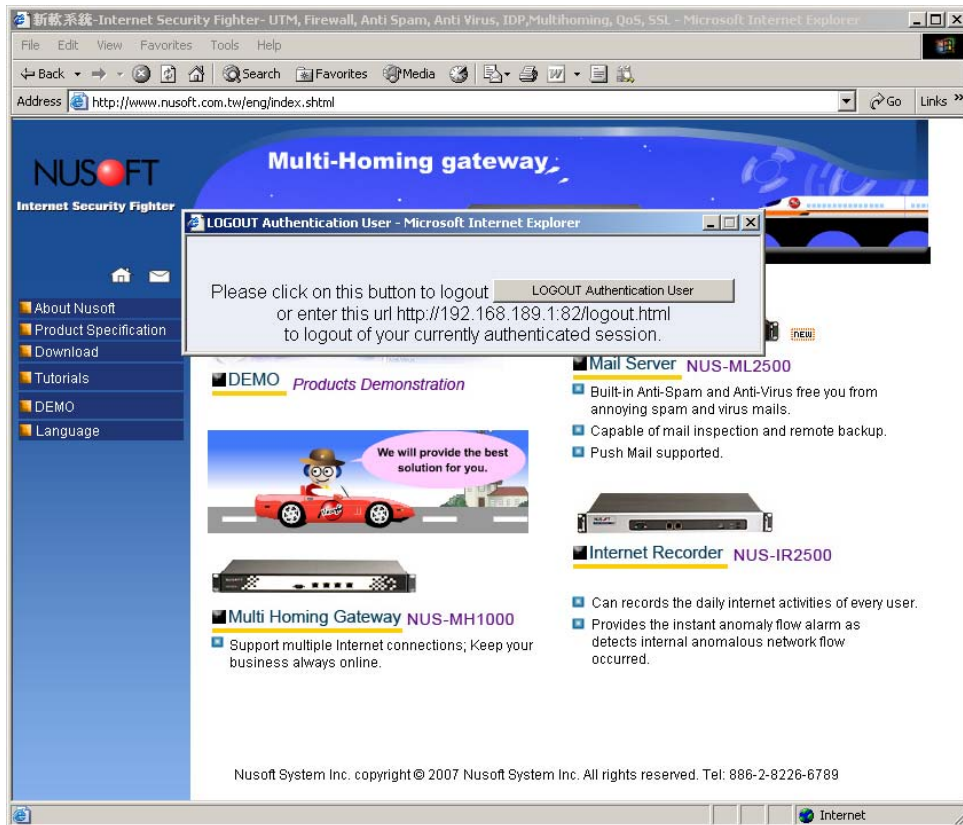 新軟系統-Internet Security Fighter- UTM, Firewall, Anti Spam, Anti Virus, IDP,Multihoming, QoS, SSL - Microsoft Internet Explorer
File Edit View Favorites Tools Help
Back Search Favorites Media
Address http://www.nusoft.com.tw/eng/index.shtml Go Links »
NUSOFT
Internet Security Fighter
Multi-Homing gateway
LOGOUT Authentication User - Microsoft Internet Explorer
Please click on this button to logout LOGOUT Authentication User
or enter this url http://192.168.189.1:82/logout.html
to logout of your currently authenticated session.
About Nusoft
Product Specification
Download
Tutorials
DEMO
Language
DEMO Products Demonstration
We will provide the best
solution for you.
Nusoft
Multi Homing Gateway NUS-MH1000
Support multiple Internet connections; Keep your
business always online.
new
Mail Server NUS-ML2500
Built-in Anti-Spam and Anti-Virus free you from
annoying spam and virus mails.
Capable of mail inspection and remote backup.
Push Mail supported.
NUSOFT
Internet Recorder NUS-IR2500
Can records the daily internet activities of every user.
Provides the instant anomaly flow alarm as
detects internal anomalous network flow
occurred.
Nusoft System Inc. copyright © 2007 Nusoft System Inc. All rights reserved. Tel: 886-2-8226-6789
Internet